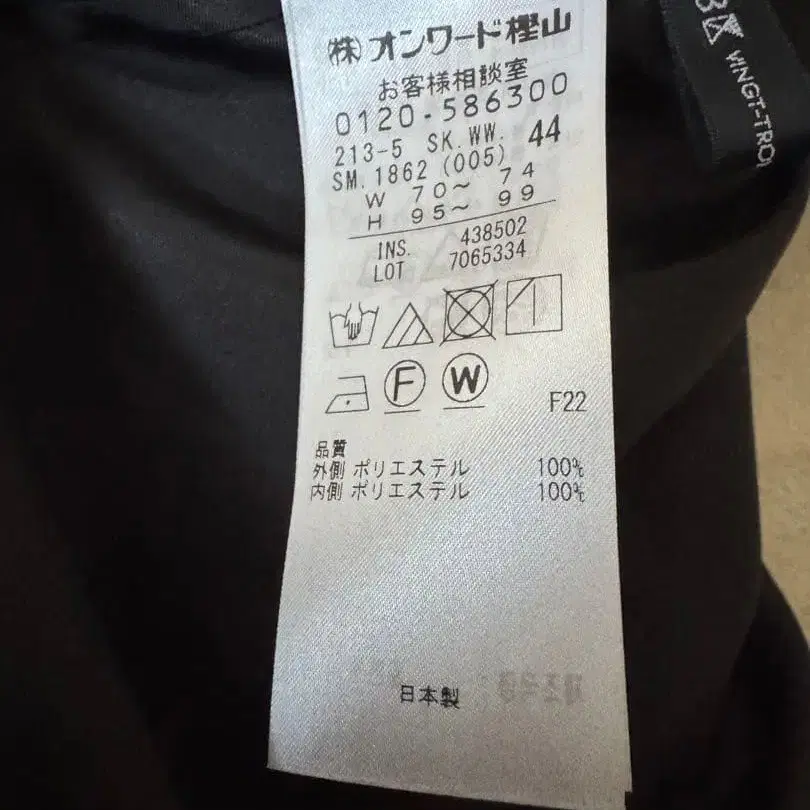 (株)オンワード樫山
お客様相談室
0120-586300
213-5 SK.WW. 44
SM.1862 (005)
W 70～ 74
H 95～ 99
INS. 438502
LOT 7065334
F
W
F22
品質
外側 ポリエステル 100%
内側 ポリエステル 100%
日本製
VINGT-TROI